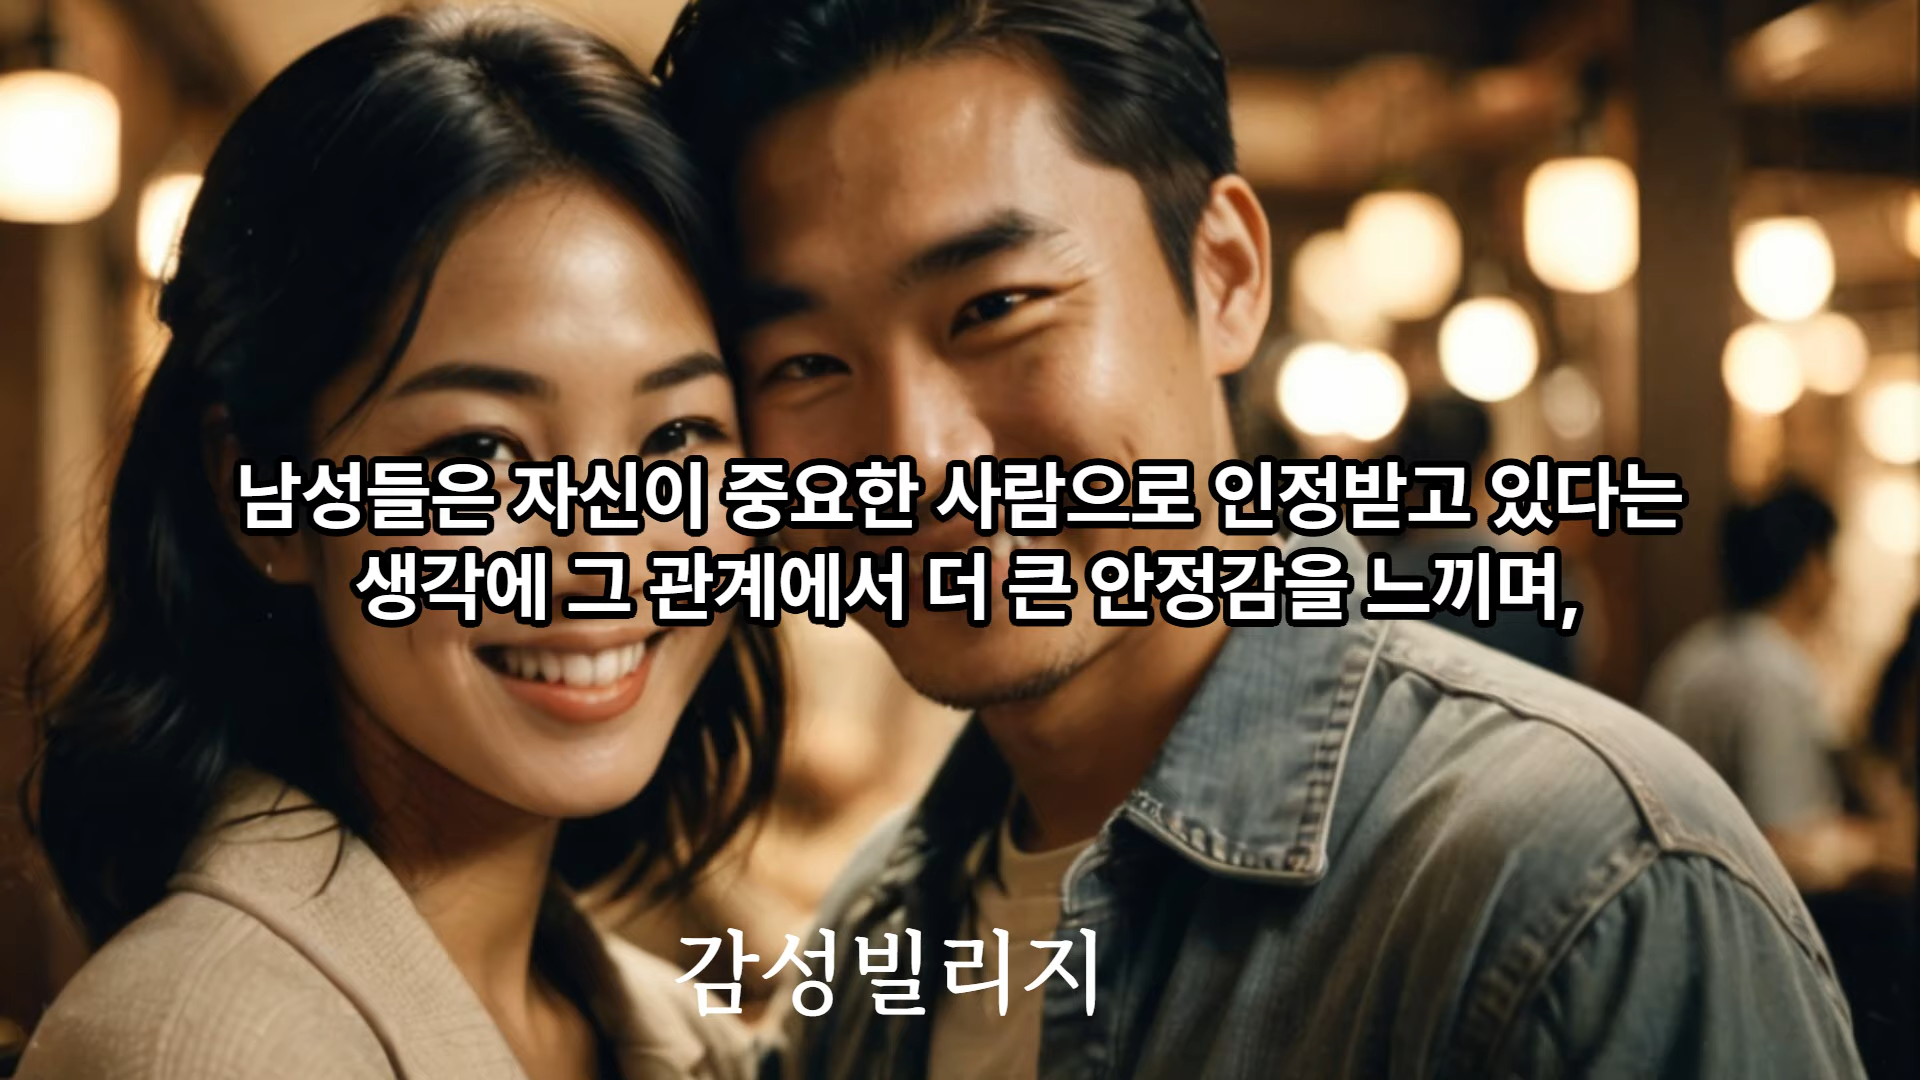 남성들은 자신이 중요한 사람으로 인정받고 있다는
생각에 그 관계에서 더 큰 안정감을 느끼며,
감성빌리지